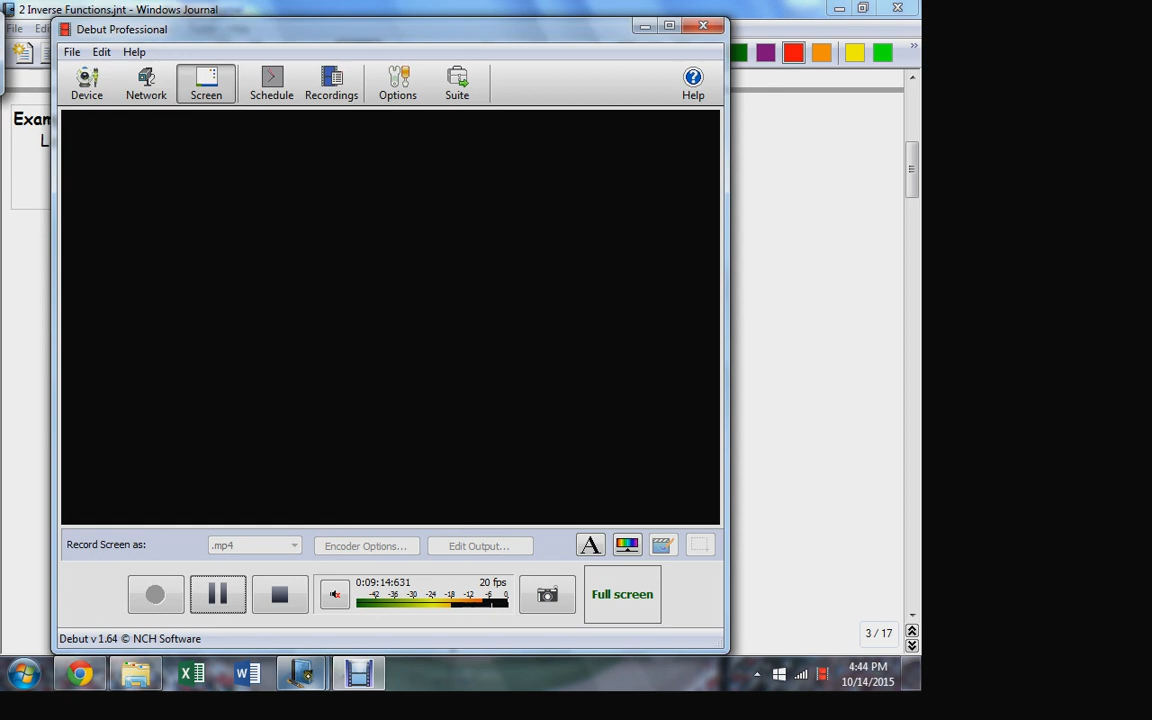 2 Inverse Functions.jnt - Windows Journal
File
Debut Professional
File Edit Help
Device Network Screen Schedule Recordings Options Suite Help
Exam
L
Record Screen as: .mp4 Encoder Options... Edit Output...
A
0:09:14:631 20 fps
-42 -36 -30 -24 -18 -12 -6 0
Full screen
Debut v 1.64 © NCH Software
3 / 17
4:44 PM
10/14/2015